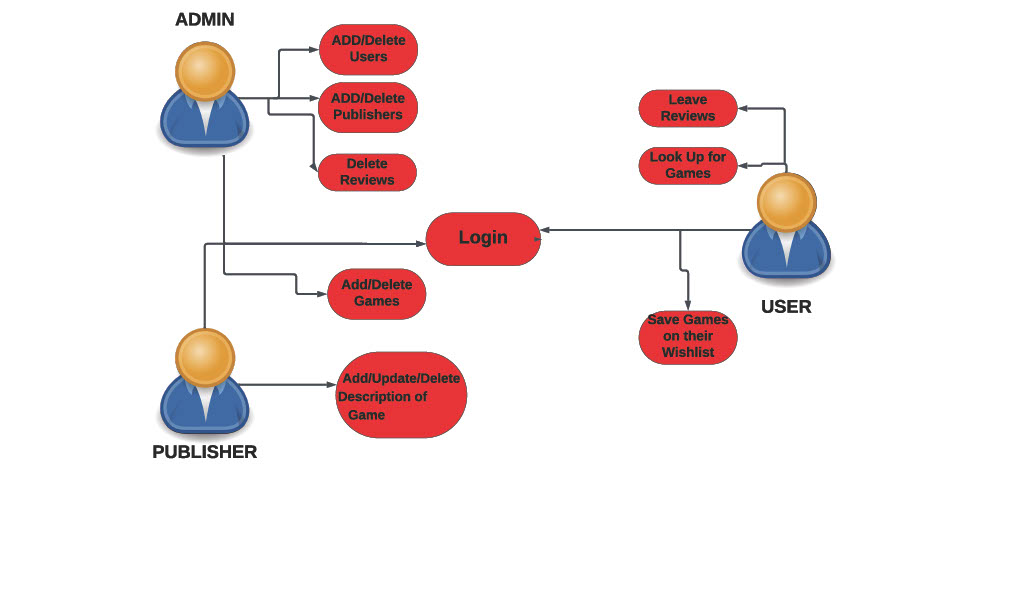 ADMIN
ADD/Delete
Users
ADD/Delete
Publishers
Delete
Reviews
Leave
Reviews
Look Up for
Games
Login
Add/Delete
Games
USER
Save Games
on their
Wishlist
Add/Update/Delete
Description of
Game
PUBLISHER